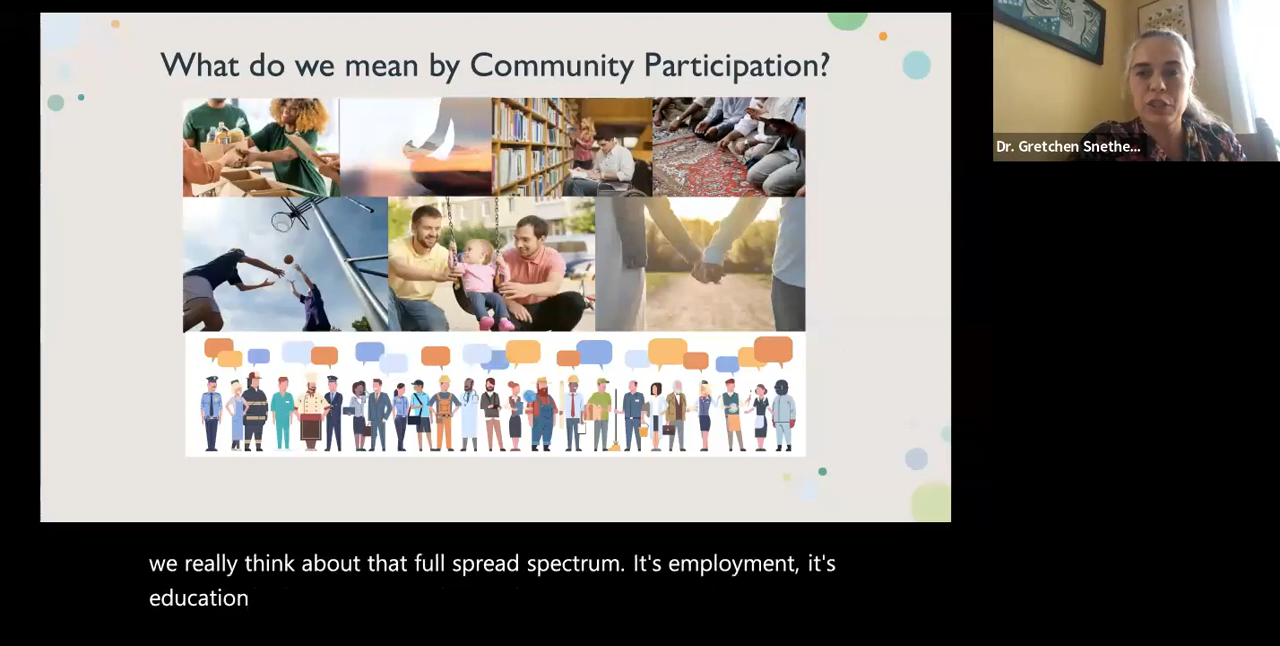 What do we mean by Community Participation?
Dr. Gretchen Snethe...
we really think about that full spread spectrum. It's employment, it's
education